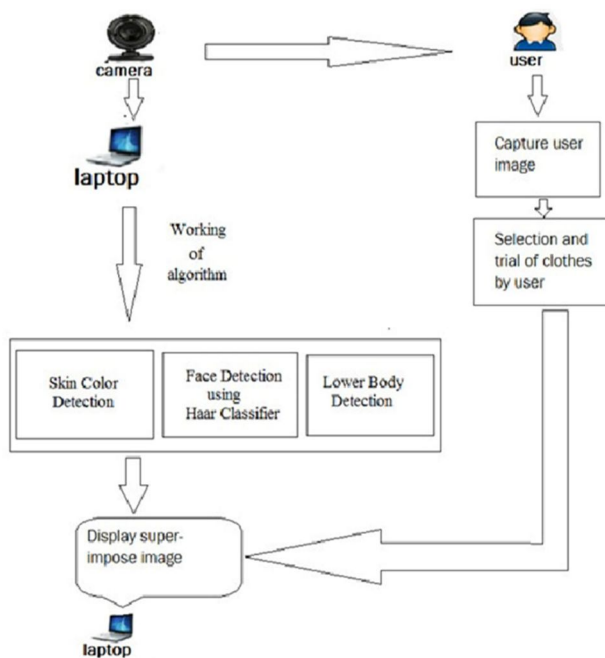 camera
user
laptop
Capture user
image
Working
of
algorithm
Selection and
trial of clothes
by user
Skin Color
Detection
Face Detection
using
Haar Classifier
Lower Body
Detection
Display super-
impose image
laptop